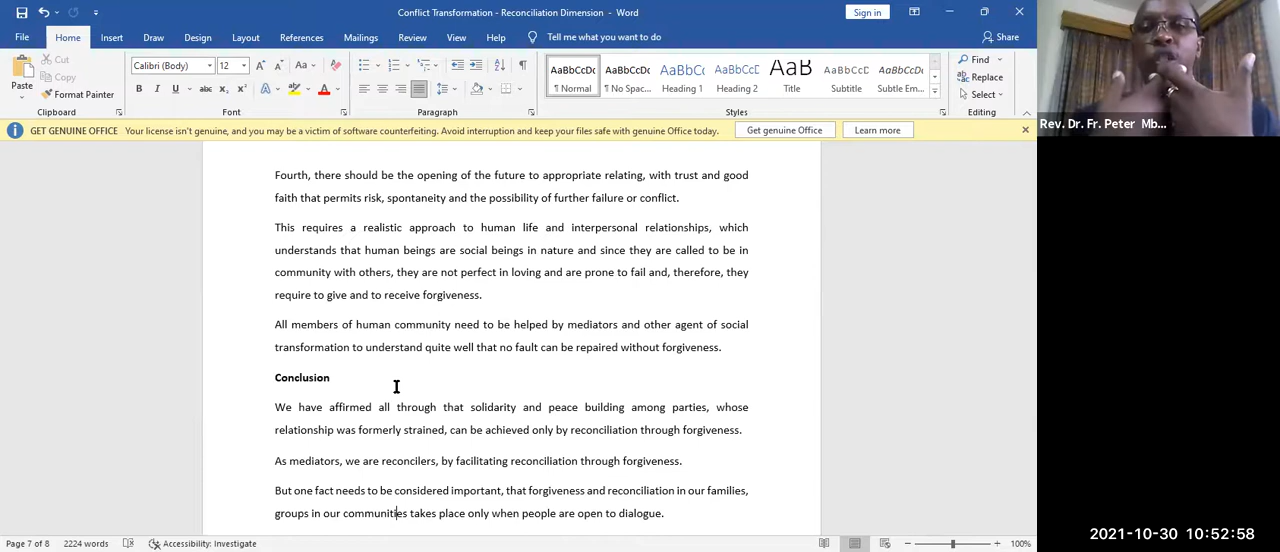 Conflict Transformation - Reconciliation Dimension - Word
Sign in
File Home Insert Draw Design Layout References Mailings Review View Help Tell me what you want to do Share
Paste
Cut
Copy
Format Painter
Clipboard
Calibri (Body) 12
Font
Paragraph
AaBbCcDc AaBbCcDc AaBbCc AaBbCcD AaB AaBbCcD AaBbCcDc
¶ Normal ¶ No Spac... Heading 1 Heading 2 Title Subtitle Subtle Em...
Styles
Find
Replace
Select
Editing
GET GENUINE OFFICE Your license isn't genuine, and you may be a victim of software counterfeiting. Avoid interruption and keep your files safe with genuine Office today. Get genuine Office Learn more
Rev. Dr. Fr. Peter Mb...
Fourth, there should be the opening of the future to appropriate relating, with trust and good
faith that permits risk, spontaneity and the possibility of further failure or conflict.
This requires a realistic approach to human life and interpersonal relationships, which
understands that human beings are social beings in nature and since they are called to be in
community with others, they are not perfect in loving and are prone to fail and, therefore, they
require to give and to receive forgiveness.
All members of human community need to be helped by mediators and other agent of social
transformation to understand quite well that no fault can be repaired without forgiveness.
Conclusion
We have affirmed all through that solidarity and peace building among parties, whose
relationship was formerly strained, can be achieved only by reconciliation through forgiveness.
As mediators, we are reconcilers, by facilitating reconciliation through forgiveness.
But one fact needs to be considered important, that forgiveness and reconciliation in our families,
groups in our communities takes place only when people are open to dialogue.
2021-10-30 10:52:58
Page 7 of 8 2224 words Accessibility: Investigate 100%